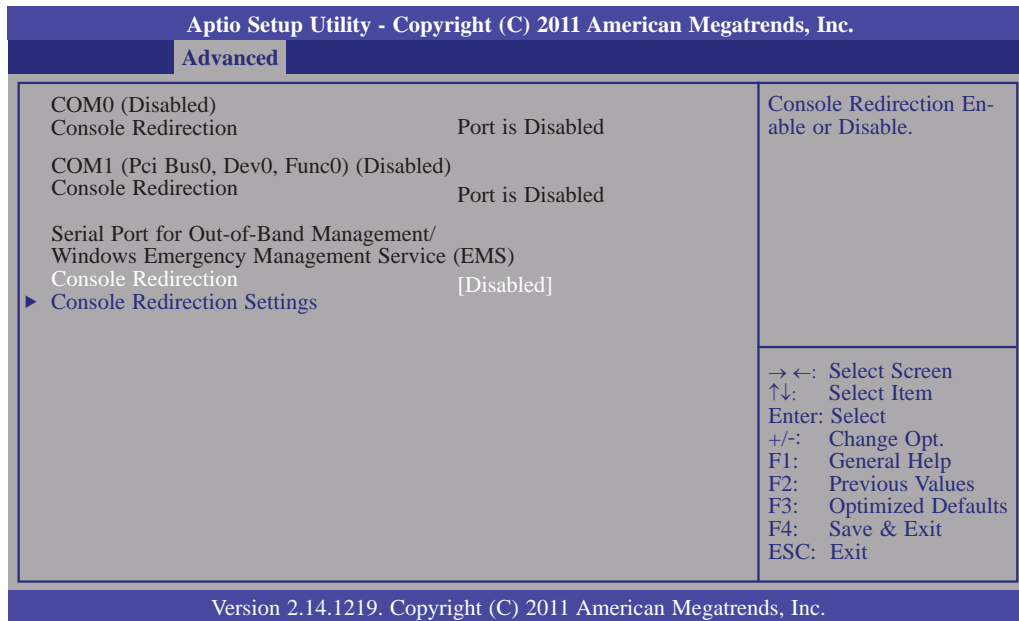 Aptio Setup Utility - Copyright (C) 2011 American Megatrends, Inc.
Advanced
COM0 (Disabled)
Console Redirection Port is Disabled
COM1 (Pci Bus0, Dev0, Func0) (Disabled)
Console Redirection Port is Disabled
Serial Port for Out-of-Band Management/
Windows Emergency Management Service (EMS)
Console Redirection [Disabled]
► Console Redirection Settings
Console Redirection En-
able or Disable.
→ ←: Select Screen
↑↓: Select Item
Enter: Select
+/-: Change Opt.
F1: General Help
F2: Previous Values
F3: Optimized Defaults
F4: Save & Exit
ESC: Exit
Version 2.14.1219. Copyright (C) 2011 American Megatrends, Inc.